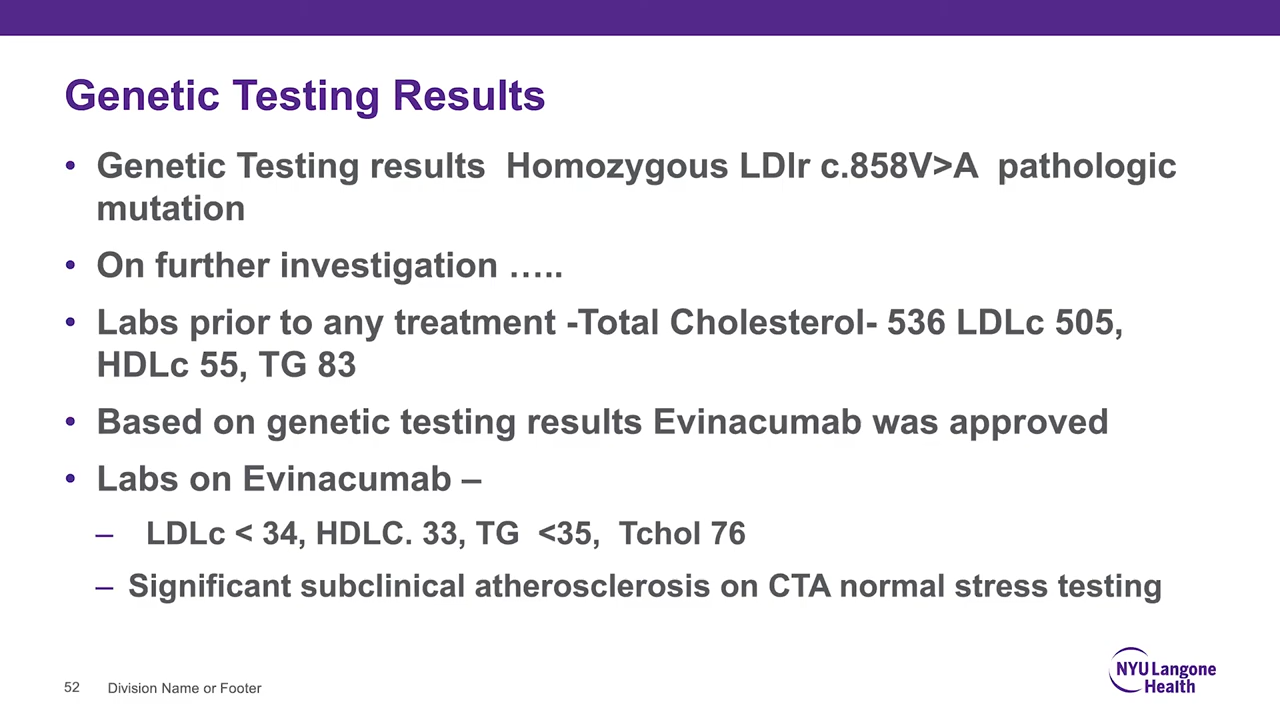 Genetic Testing Results
• Genetic Testing results Homozygous LDlr c.858V>A pathologic
mutation
• On further investigation …..
• Labs prior to any treatment -Total Cholesterol- 536 LDLc 505,
HDLc 55, TG 83
• Based on genetic testing results Evinacumab was approved
• Labs on Evinacumab –
– LDLc < 34, HDLC. 33, TG <35, Tchol 76
– Significant subclinical atherosclerosis on CTA normal stress testing
52 Division Name or Footer
NYU Langone
Health